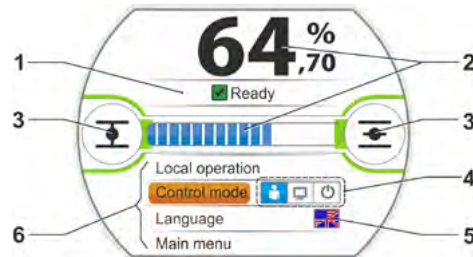 64,70 %
1
2
Ready
3
3
Local operation
4
Control mode
Language
5
6
Main menu